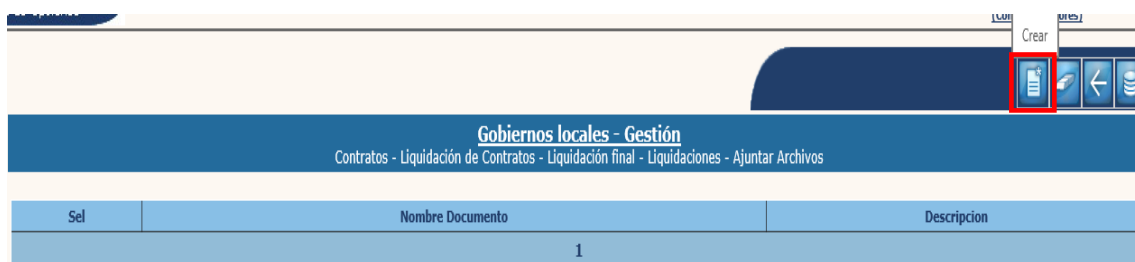 Crear
Gobiernos locales - Gestión
Contratos - Liquidación de Contratos - Liquidación final - Liquidaciones - Ajuntar Archivos
Sel
Nombre Documento
Descripcion
1